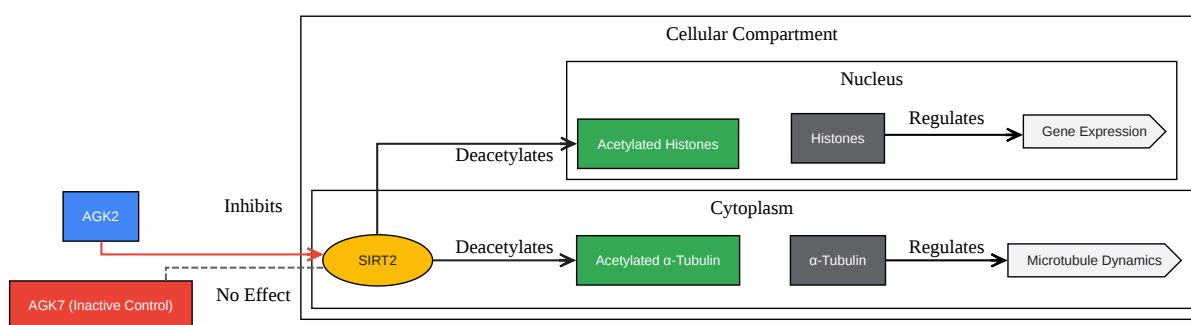 Cellular Compartment
Nucleus
Acetylated Histones
Histones
Regulates
Gene Expression
Deacetylates
Cytoplasm
AGK2
Inhibits
SIRT2
Deacetylates
Acetylated α-Tubulin
α-Tubulin
Regulates
Microtubule Dynamics
AGK7 (Inactive Control)
No Effect